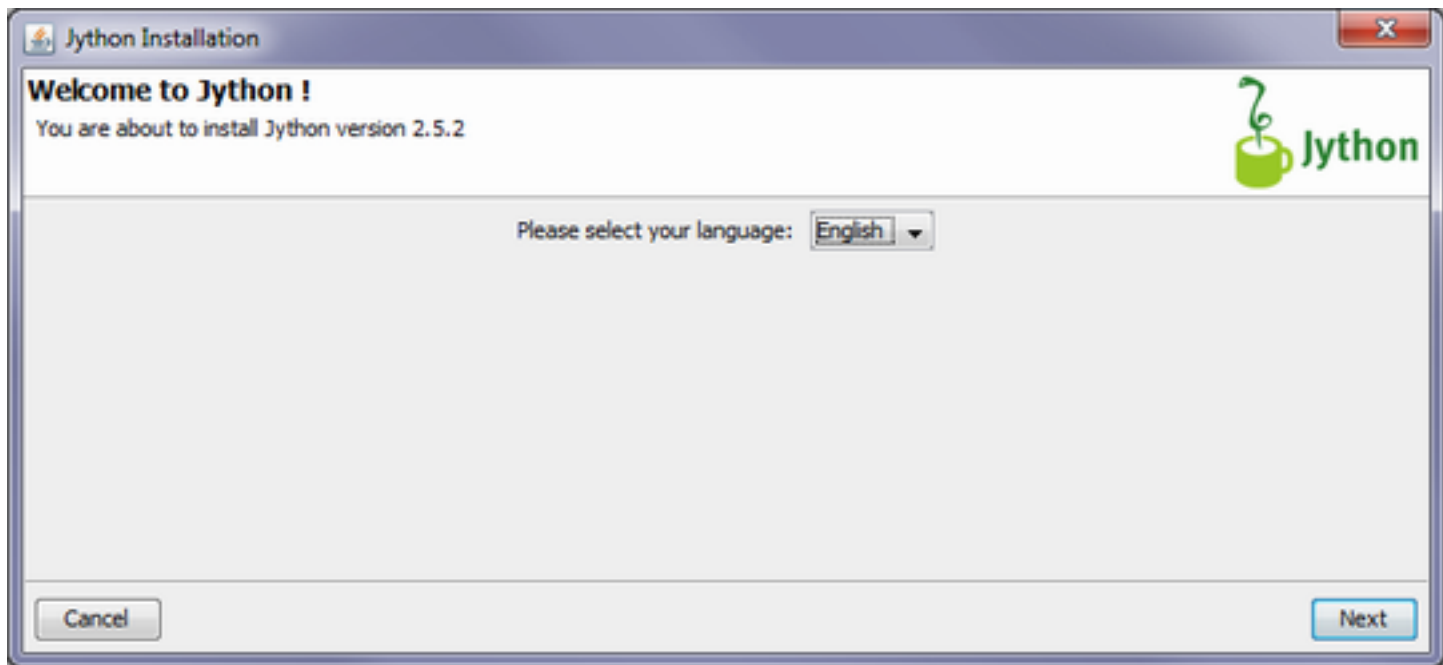 Jython Installation
Welcome to Jython !
You are about to install Jython version 2.5.2
Jython
Please select your language: English
Cancel
Next